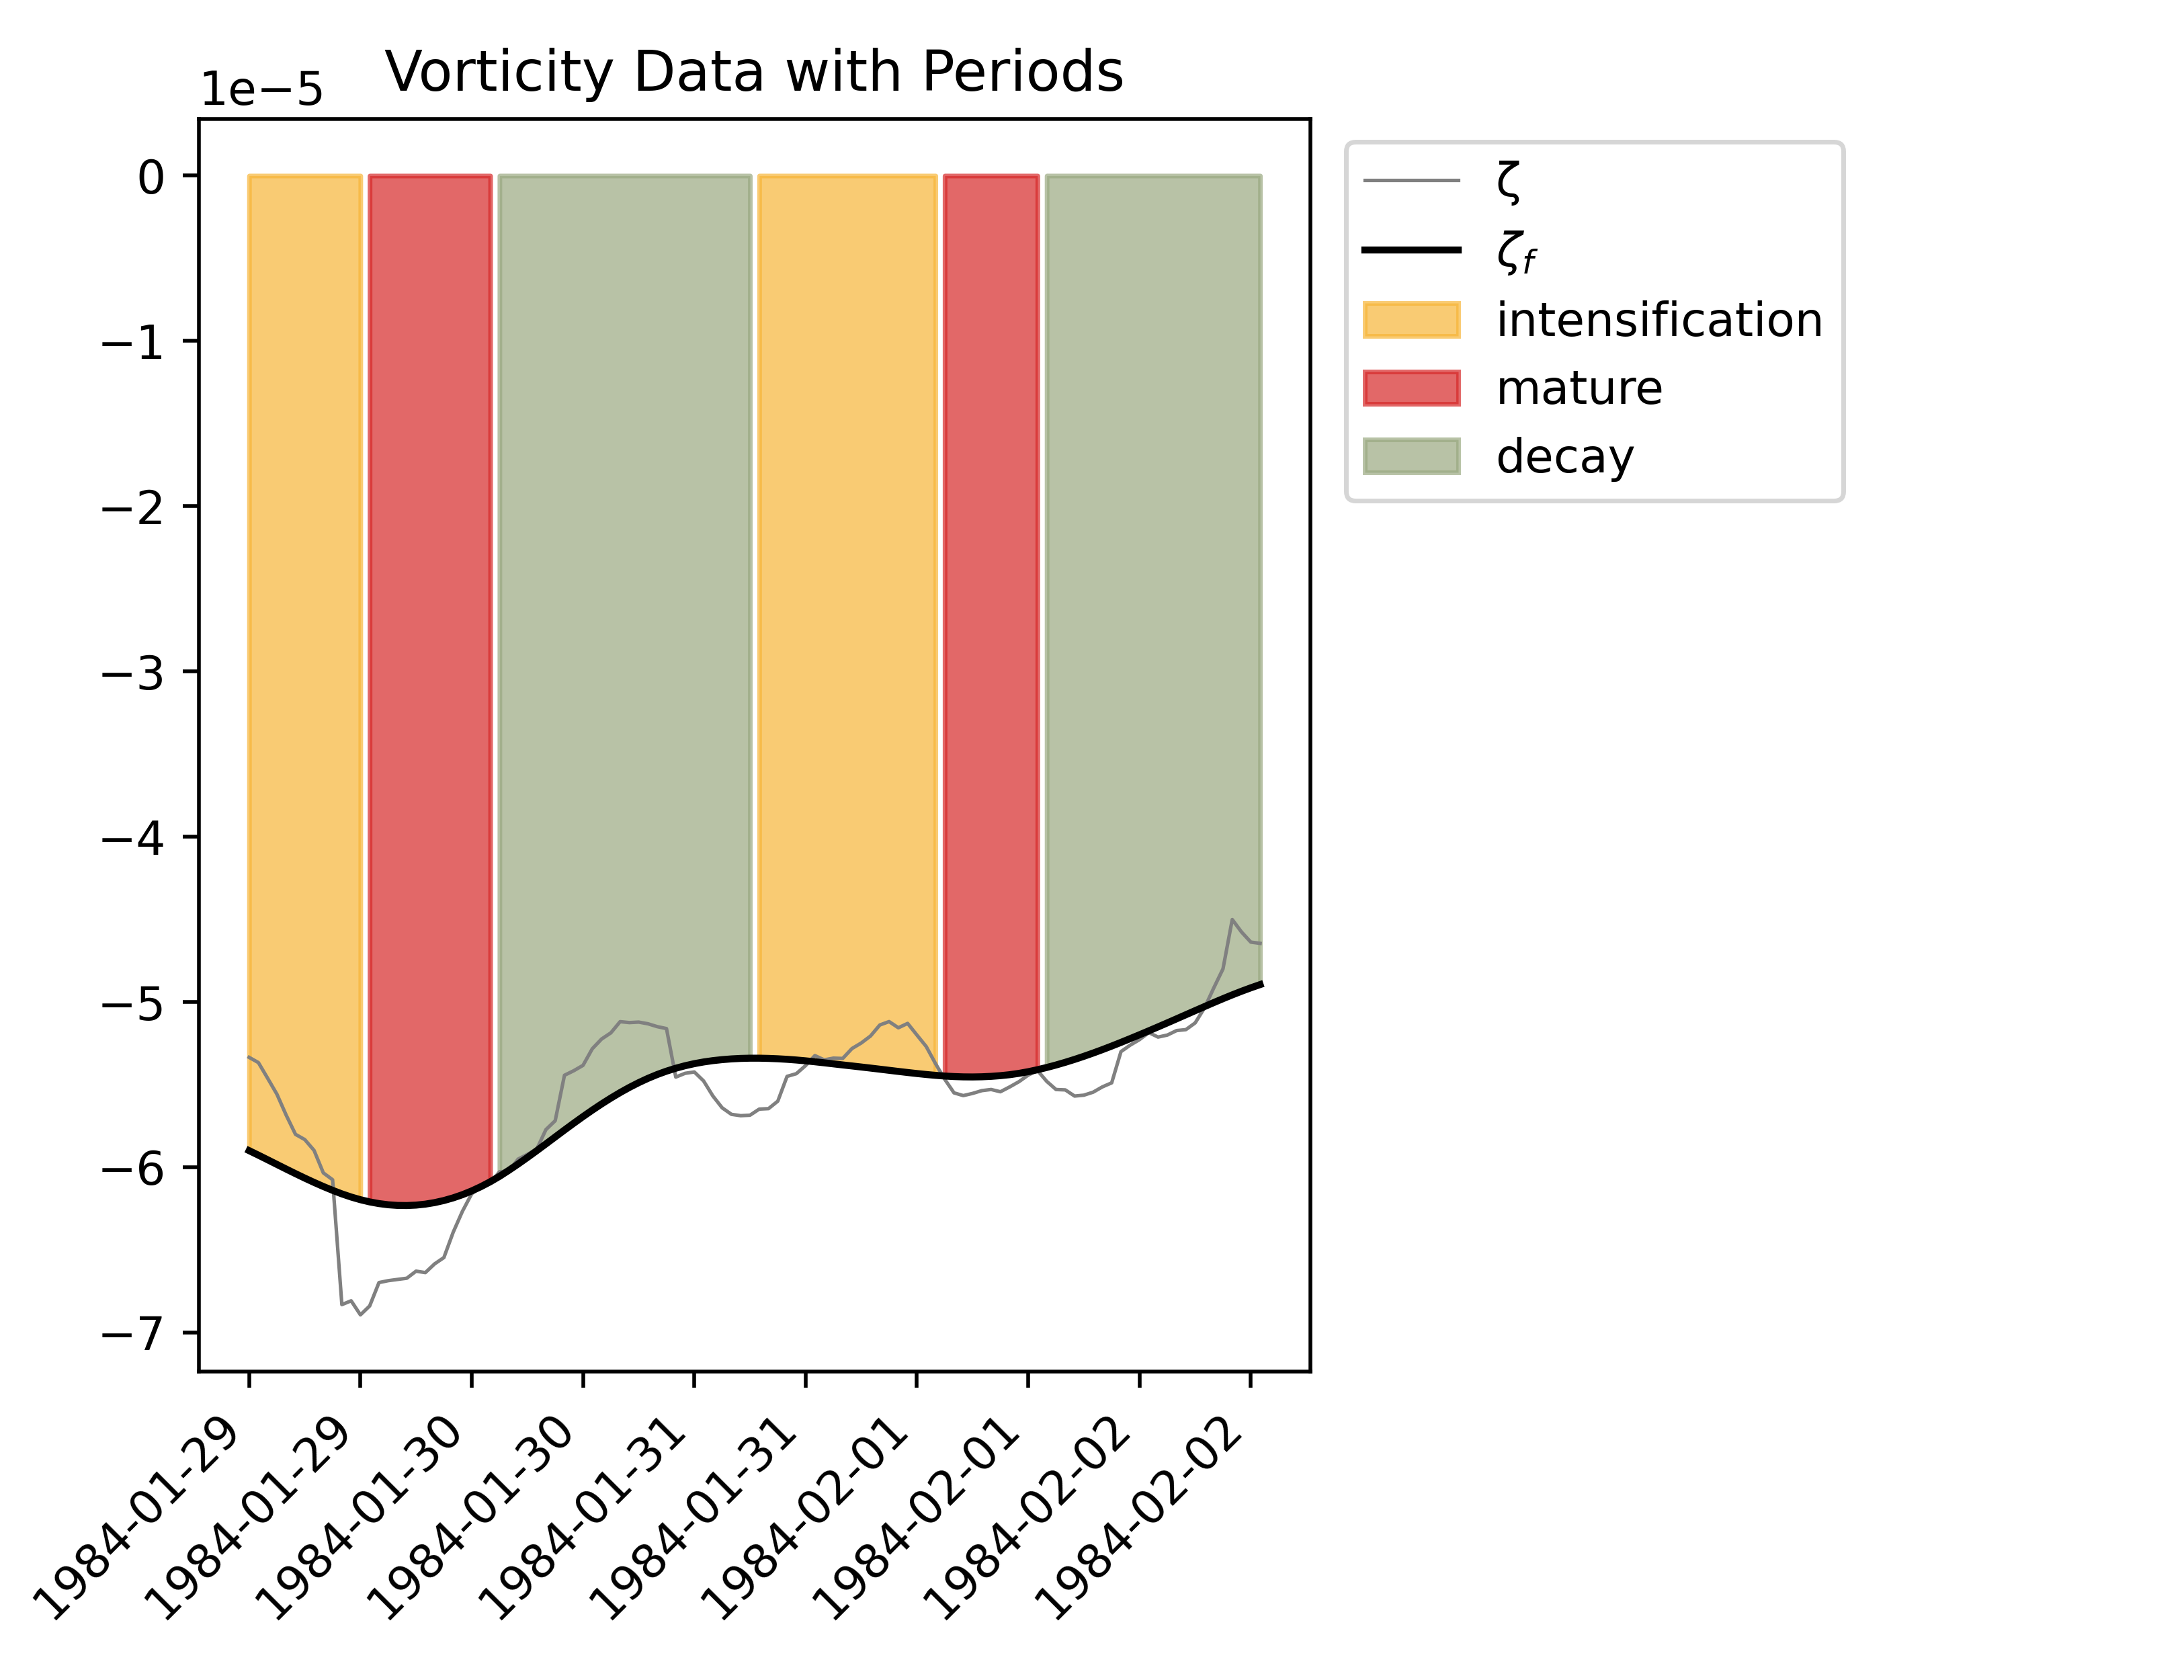 Vorticity Data with Periods
1e−5
0
−1
−2
−3
−4
−5
−6
−7
1984-01-29
1984-01-29
1984-01-30
1984-01-30
1984-01-31
1984-01-31
1984-02-01
1984-02-01
1984-02-02
1984-02-02
ζ
ζf
intensification
mature
decay